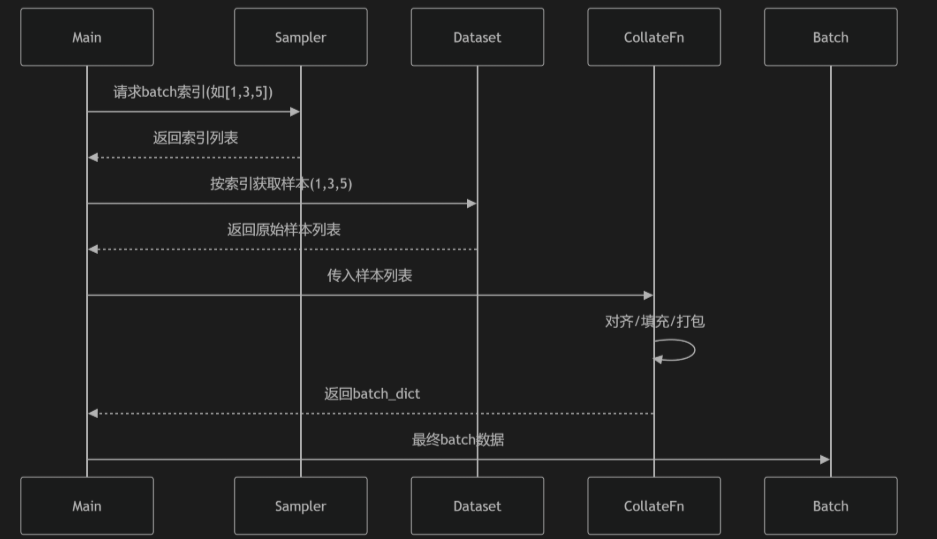 Main
Sampler
Dataset
CollateFn
Batch
请求batch索引(如[1,3,5])
返回索引列表
按索引获取样本(1,3,5)
返回原始样本列表
传入样本列表
对齐/填充/打包
返回batch_dict
最终batch数据
Main
Sampler
Dataset
CollateFn
Batch